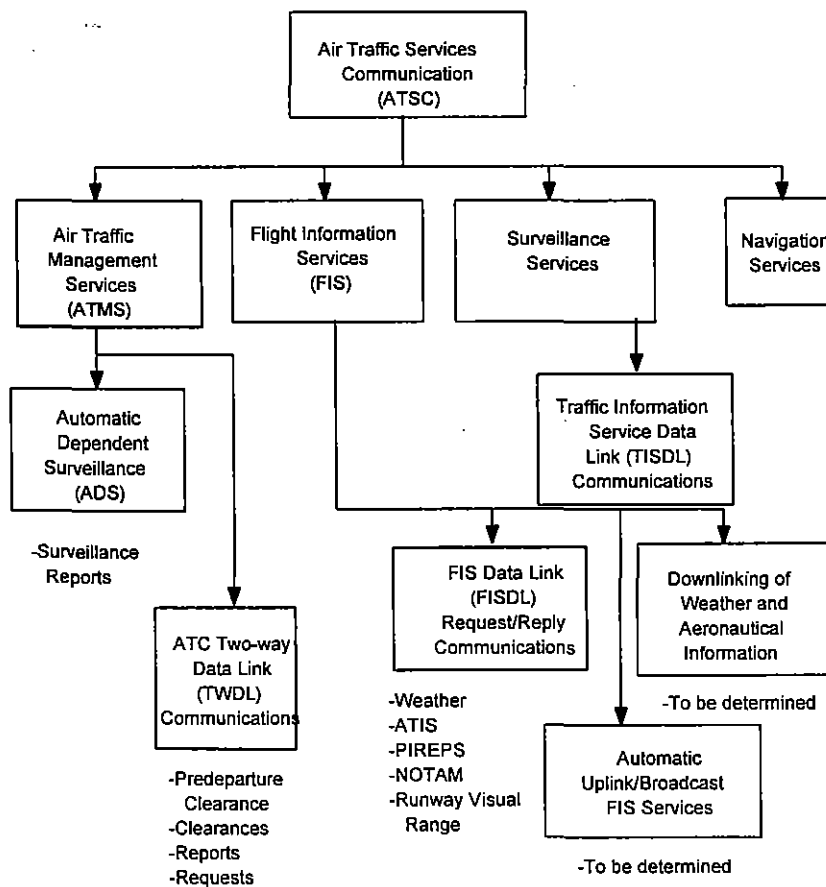 Air Traffic Services
Communication
(ATSC)
Air Traffic
Management
Services
(ATMS)
Flight Information
Services
(FIS)
Surveillance
Services
Navigation
Services
Automatic
Dependent
Surveillance
(ADS)
-Surveillance
Reports
Traffic Information
Service Data
Link (TISDL)
Communications
ATC Two-way
Data Link
(TWDL)
Communications
-Predeparture
Clearance
-Clearances
-Reports
-Requests
FIS Data Link
(FISDL)
Request/Reply
Communications
-Weather
-ATIS
-PIREPS
-NOTAM
-Runway Visual
Range
Downlinking of
Weather and
Aeronautical
Information
-To be determined
Automatic
Uplink/Broadcast
FIS Services
-To be determined